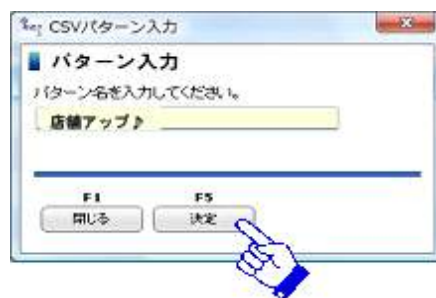 CSVパターン入力
パターン入力
パターン名を入力してください。
店舗アップ♪
F1 F5
閉じる 決定